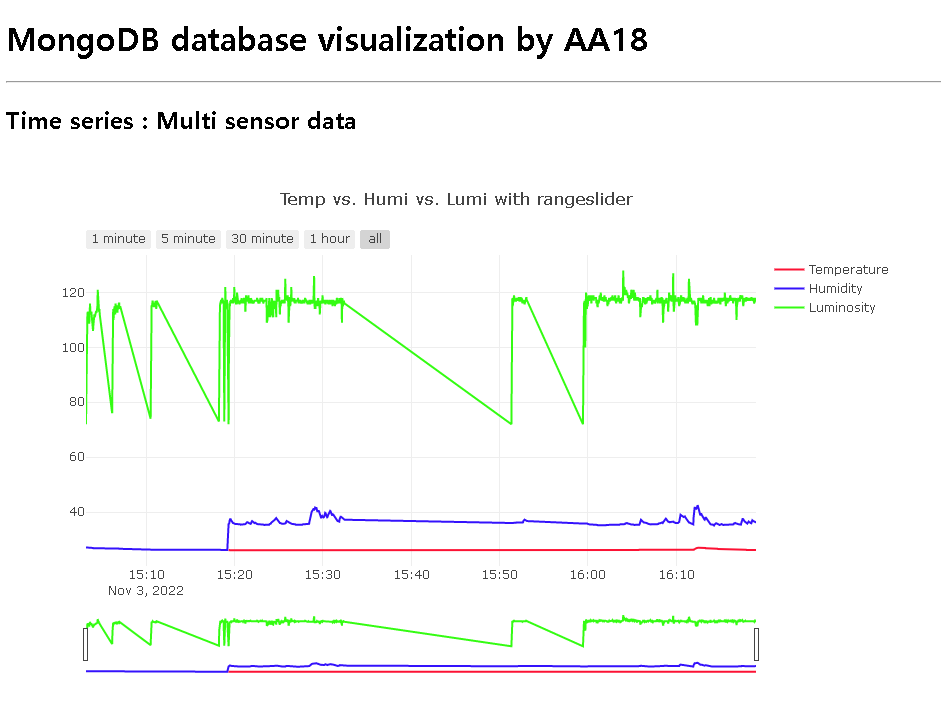 MongoDB database visualization by AA18
Time series : Multi sensor data
Temp vs. Humi vs. Lumi with rangeslider
1 minute 5 minute 30 minute 1 hour all
Temperature
Humidity
Luminosity
120
100
80
60
40
15:10 15:20 15:30 15:40 15:50 16:00 16:10
Nov 3, 2022